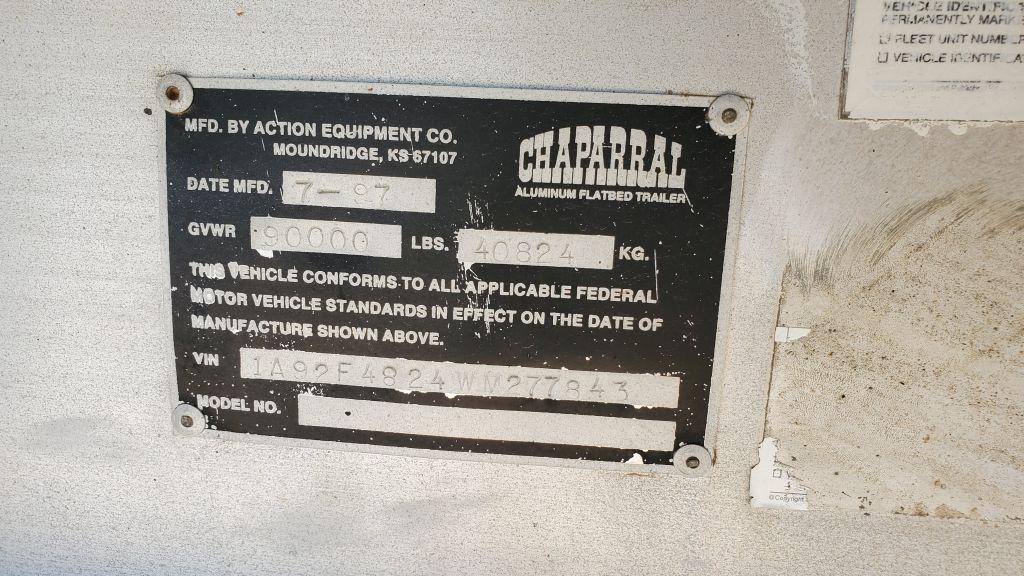 MFD. BY ACTION EQUIPMENT CO.
MOUNDRIDGE, KS 67107
CHAPARRAL
ALUMINUM FLATBED TRAILER
DATE MFD. 7-97
GVWR 90000 LBS. 40824 KG.
THIS VEHICLE CONFORMS TO ALL APPLICABLE FEDERAL
MOTOR VEHICLE STANDARDS IN EFFECT ON THE DATE OF
MANUFACTURE SHOWN ABOVE.
VIN 1A92F4824WM277843
MODEL NO.
PERMANENTLY MARK
FLEET UNIT NUMBER
VEHICLE IDENTIFICA
©Copyright